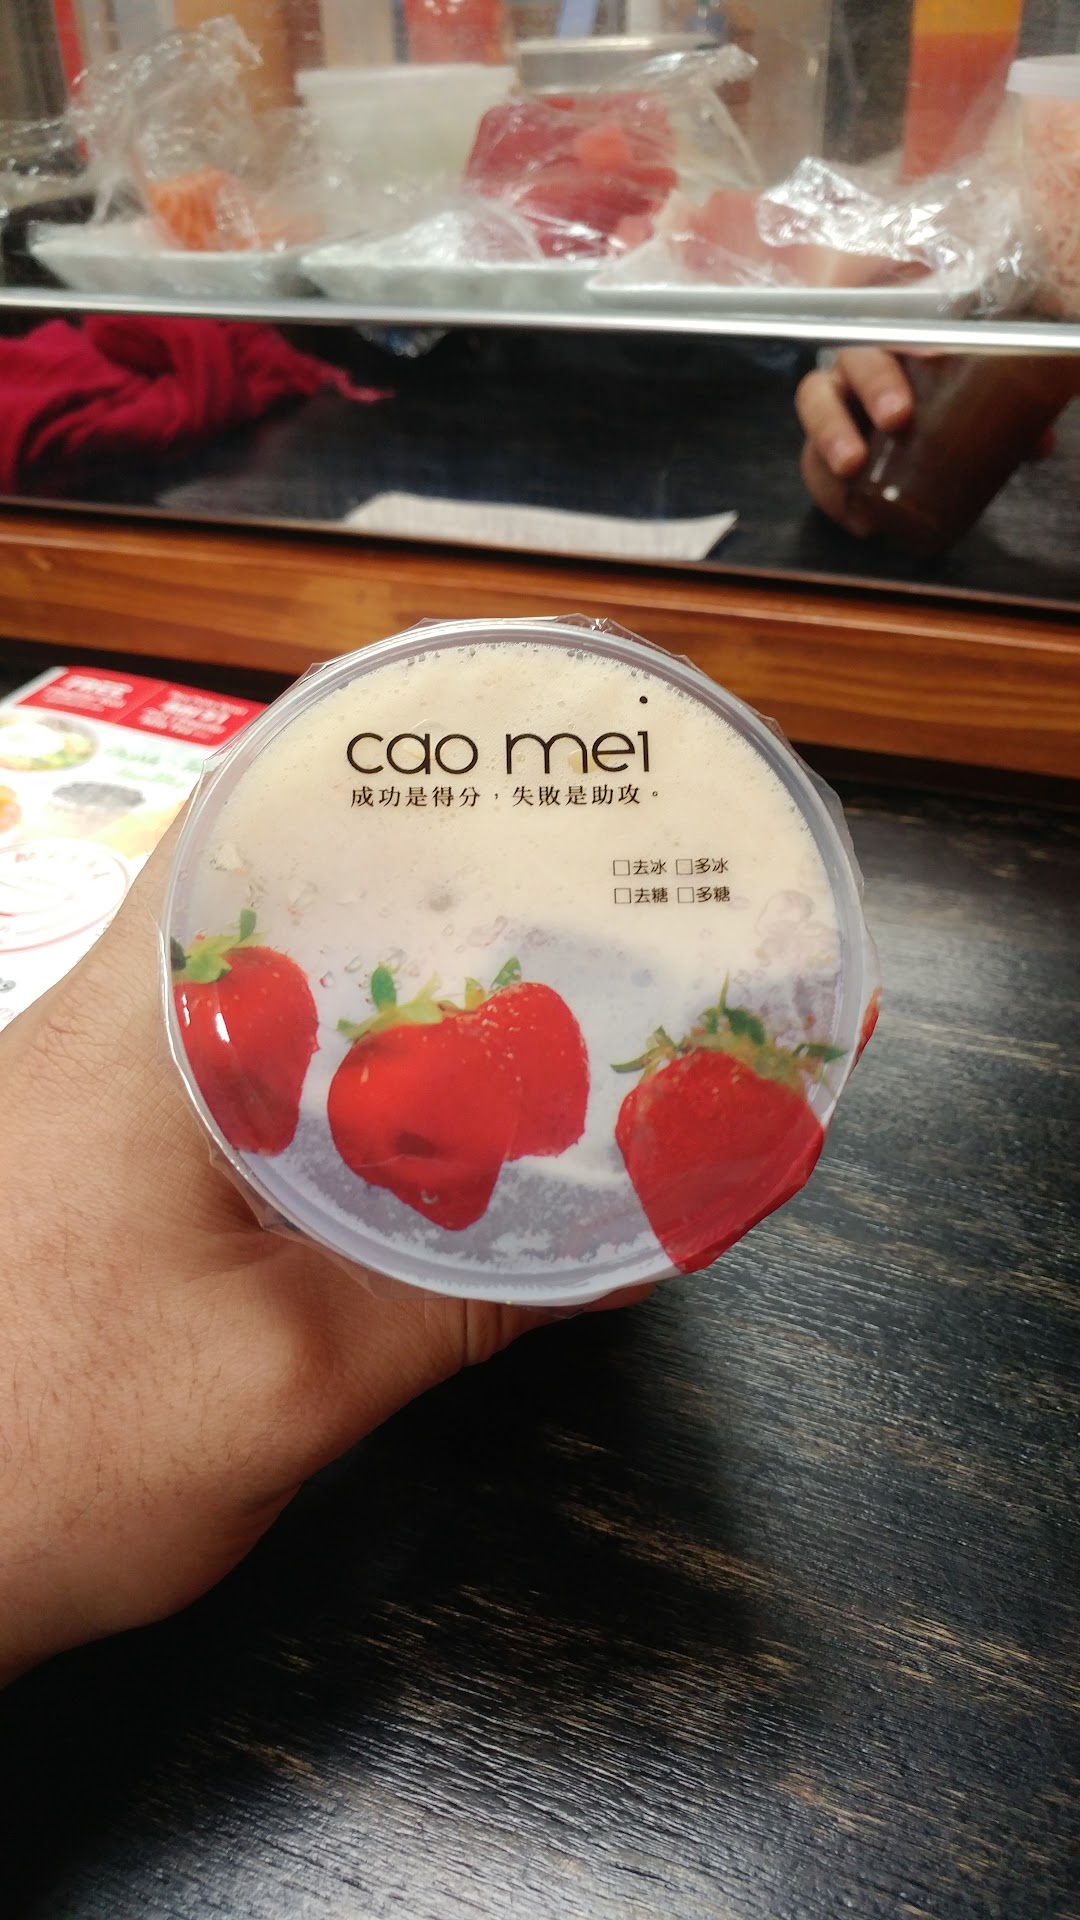 FREE
cao mei
成功是得分，失敗是助攻。
□去冰 □多冰
□去糖 □多糖